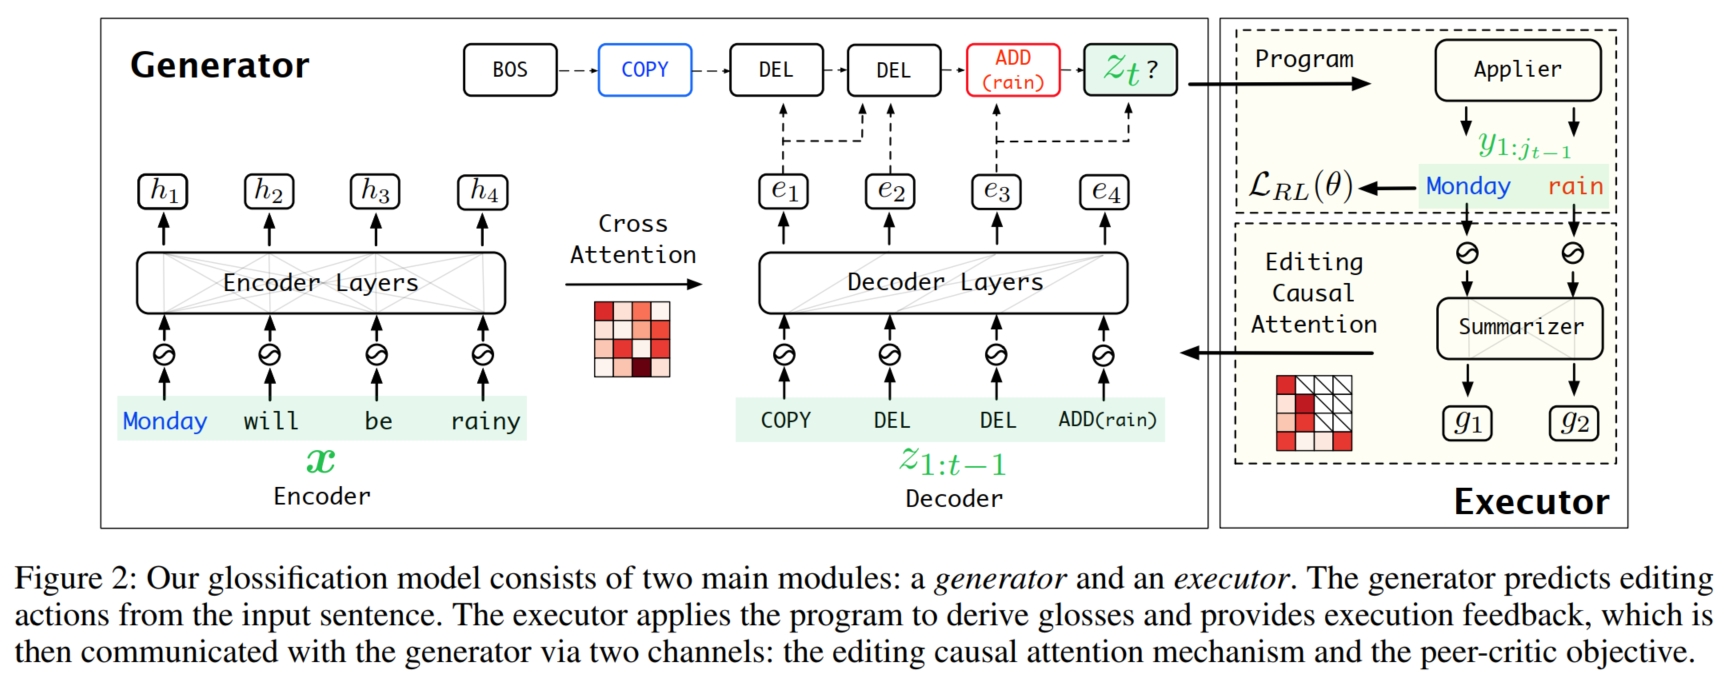 Generator
BOS
COPY
DEL
DEL
ADD
(rain)
z_t?
h_1
h_2
h_3
h_4
Encoder Layers
Monday will be rainy
x
Encoder
Cross
Attention
e_1
e_2
e_3
e_4
Decoder Layers
COPY DEL DEL ADD(rain)
z_{1:t−1}
Decoder
Program
Applier
y_{1:j_{t−1}}
Monday rain
ℒ_{RL}(θ)
Editing
Causal
Attention
Summarizer
g_1
g_2
Executor
Figure 2: Our glossification model consists of two main modules: a generator and an executor. The generator predicts editing
actions from the input sentence. The executor applies the program to derive glosses and provides execution feedback, which is
then communicated with the generator via two channels: the editing causal attention mechanism and the peer-critic objective.